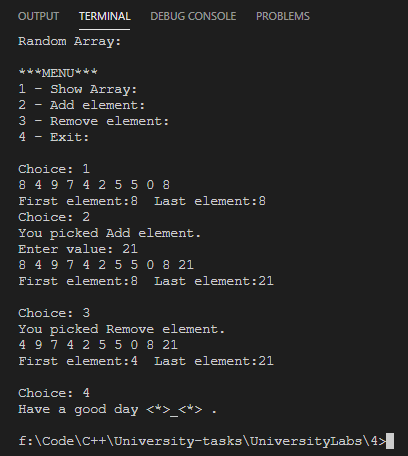 OUTPUT TERMINAL DEBUG CONSOLE PROBLEMS
Random Array:
***MENU***
1 - Show Array:
2 - Add element:
3 - Remove element:
4 - Exit:
Choice: 1
8 4 9 7 4 2 5 5 0 8
First element:8  Last element:8
Choice: 2
You picked Add element.
Enter value: 21
8 4 9 7 4 2 5 5 0 8 21
First element:8  Last element:21
Choice: 3
You picked Remove element.
4 9 7 4 2 5 5 0 8 21
First element:4  Last element:21
Choice: 4
Have a good day <*>_<*> .
f:\Code\C++\University-tasks\UniversityLabs\4>